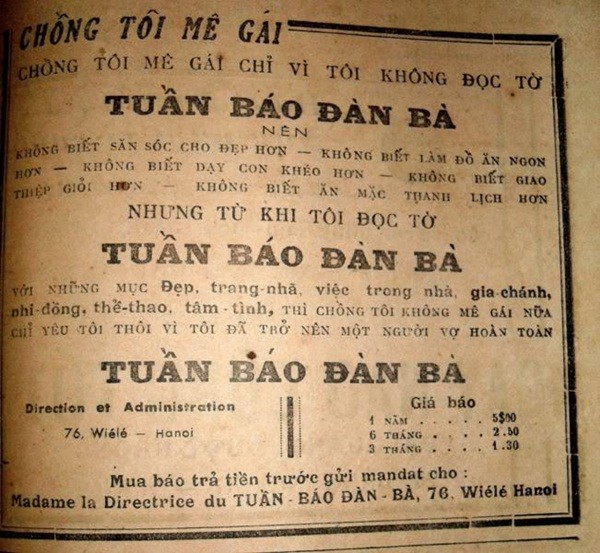 CHỒNG TÔI MÊ GÁI
CHỒNG TÔI MÊ GÁI CHỈ VÌ TÔI KHÔNG ĐỌC TỜ
TUẦN BÁO ĐÀN BÀ
NÊN
KHÔNG BIẾT SĂN SÓC CHO ĐẸP HƠN — KHÔNG BIẾT LÀM ĐỒ ĂN NGON
HƠN — KHÔNG BIẾT DẠY CON KHÉO HƠN — KHÔNG BIẾT GIAO
THIỆP GIỎI HƠN — KHÔNG BIẾT ĂN MẶC THANH LỊCH HƠN
NHƯNG TỪ KHI TÔI ĐỌC TỜ
TUẦN BÁO ĐÀN BÀ
VỚI NHỮNG MỤC Đẹp, trang-nhã, việc trong nhà, gia-chánh,
nhi-đồng, thể-thao, tâm-tình, THÌ CHỒNG TÔI KHÔNG MÊ GÁI NỮA
CHỈ YÊU TÔI THÔI VÌ TÔI ĐÃ TRỞ NÊN MỘT NGƯỜI VỢ HOÀN TOÀN
TUẦN BÁO ĐÀN BÀ
Direction et Administration
76, Wiélé — Hanoi
Giá báo
1 NĂM . . . . . 5$00
6 THÁNG . . . . 2.50
3 THÁNG . . . . 1.30
Mua báo trả tiền trước gửi mandat cho :
Madame la Directrice du TUẦN - BÁO ĐÀN - BÀ, 76, Wiélé Hanoi